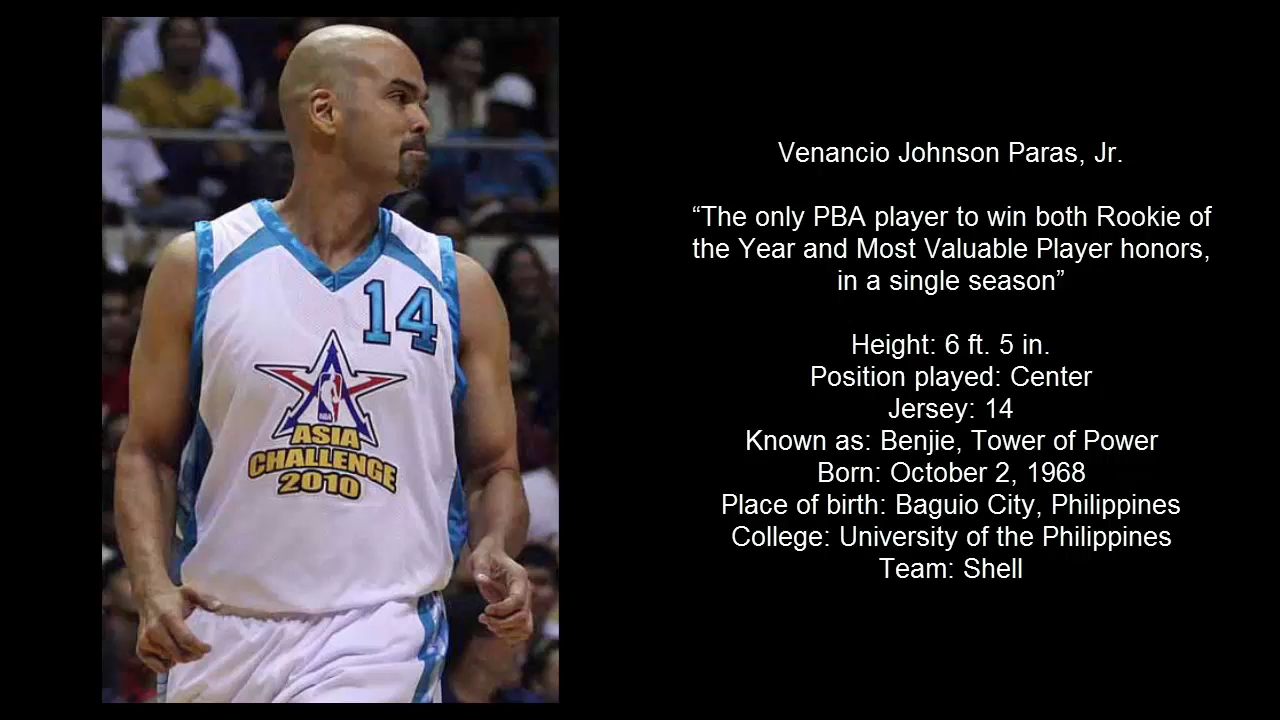 14
NBA
ASIA
CHALLENGE
2010
Venancio Johnson Paras, Jr.
“The only PBA player to win both Rookie of
the Year and Most Valuable Player honors,
in a single season”
Height: 6 ft. 5 in.
Position played: Center
Jersey: 14
Known as: Benjie, Tower of Power
Born: October 2, 1968
Place of birth: Baguio City, Philippines
College: University of the Philippines
Team: Shell